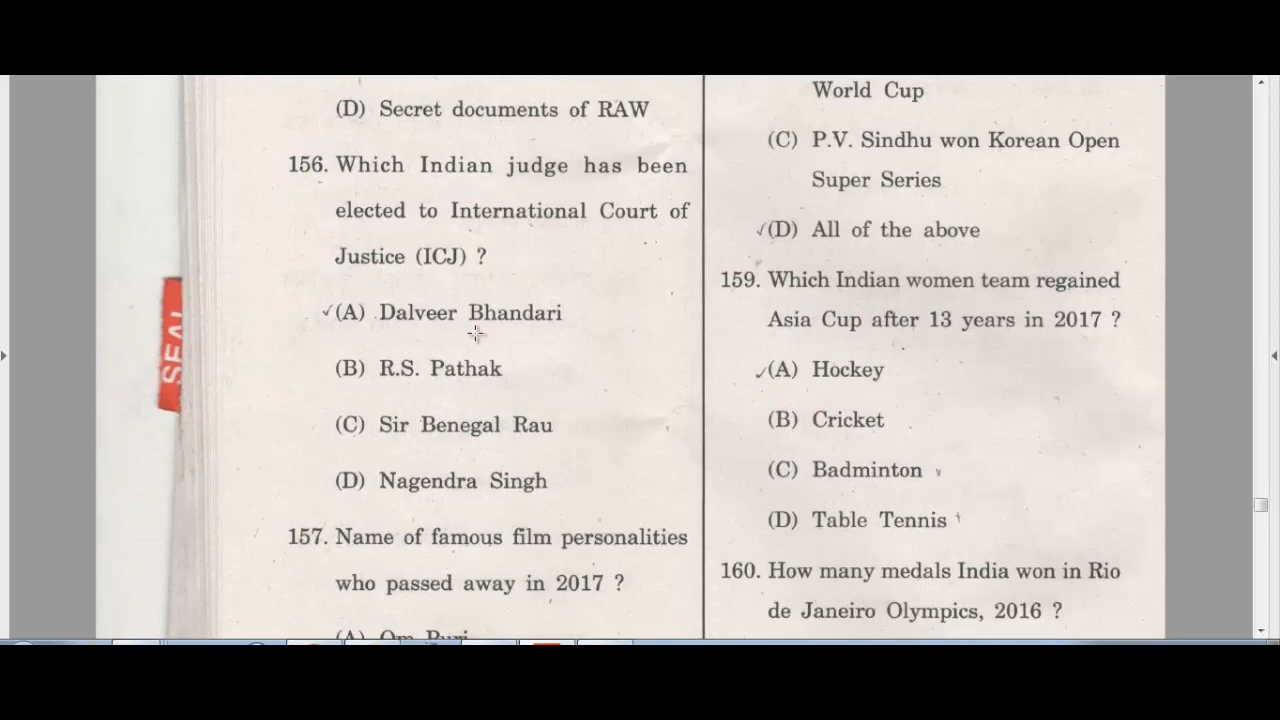 (D) Secret documents of RAW
156. Which Indian judge has been
elected to International Court of
Justice (ICJ) ?
(A) Dalveer Bhandari
(B) R.S. Pathak
(C) Sir Benegal Rau
(D) Nagendra Singh
157. Name of famous film personalities
who passed away in 2017 ?
(A) Om Puri
World Cup
(C) P.V. Sindhu won Korean Open
Super Series
(D) All of the above
159. Which Indian women team regained
Asia Cup after 13 years in 2017 ?
(A) Hockey
(B) Cricket
(C) Badminton
(D) Table Tennis
160. How many medals India won in Rio
de Janeiro Olympics, 2016 ?
SEAL